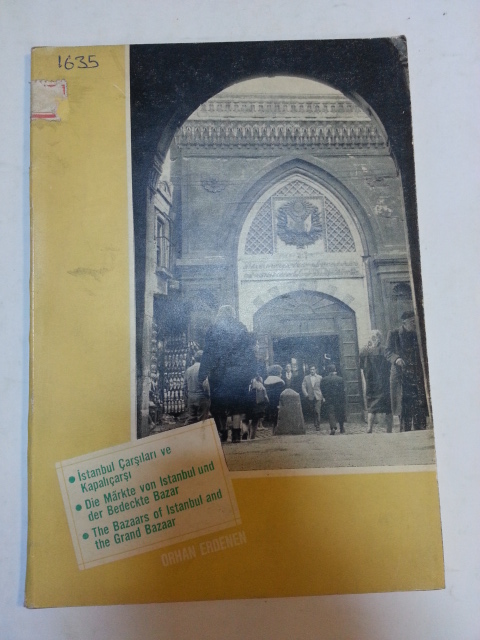 1635
• İstanbul Çarşıları ve
Kapalıçarşı
• Die Märkte von Istanbul und
der Bedeckte Bazar
• The Bazaars of Istanbul and
the Grand Bazaar
ORHAN ERDENEN